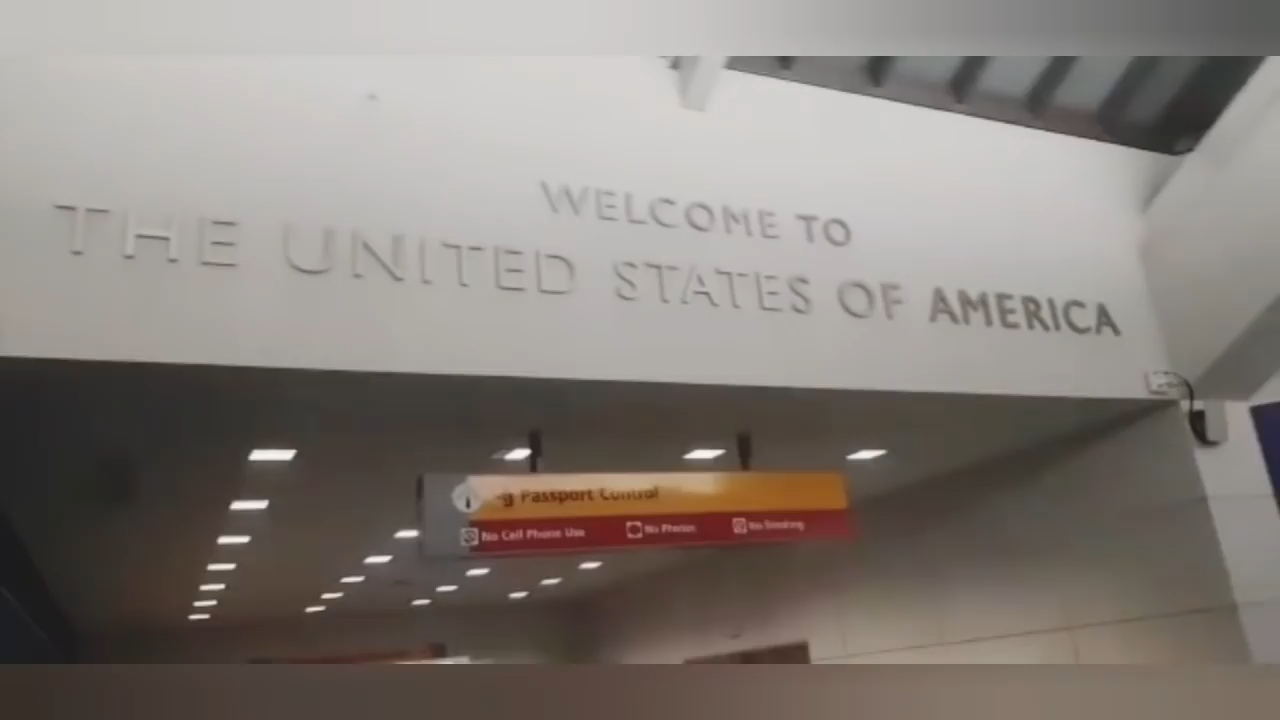 WELCOME TO
THE UNITED STATES OF AMERICA
Passport Control
No Cell Phone Use No Photos No Smoking